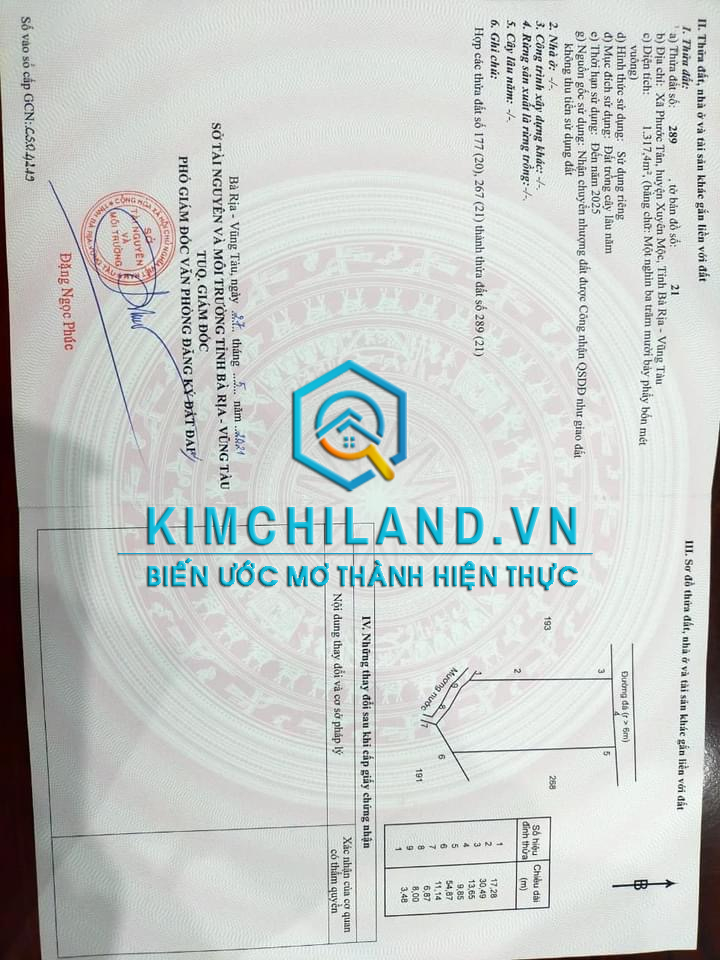 II. Thửa đất, nhà ở và tài sản khác gắn liền với đất
1. Thửa đất:
a) Thửa đất số: 289 , tờ bản đồ số: 21
b) Địa chỉ: Xã Phước Tân, huyện Xuyên Mộc, Tỉnh Bà Rịa - Vũng Tàu
c) Diện tích: 1.317,4m², (bằng chữ: Một nghìn ba trăm mười bảy phẩy bốn mét
vuông)
d) Hình thức sử dụng: Sử dụng riêng
đ) Mục đích sử dụng: Đất trồng cây lâu năm
e) Thời hạn sử dụng: Đến năm 2025
g) Nguồn gốc sử dụng: Nhận chuyển nhượng đất được Công nhận QSDĐ như giao đất
không thu tiền sử dụng đất
2. Nhà ở: -/-.
3. Công trình xây dựng khác: -/-.
4. Rừng sản xuất là rừng trồng:-/-.
5. Cây lâu năm: -/-.
6. Ghi chú:
Hợp các thửa đất số 177 (20), 267 (21) thành thửa đất số 289 (21)
Bà Rịa - Vũng Tàu, ngày 27 tháng 5 năm 2021
SỞ TÀI NGUYÊN VÀ MÔI TRƯỜNG TỈNH BÀ RỊA - VŨNG TÀU
TUQ. GIÁM ĐỐC
PHÓ GIÁM ĐỐC VĂN PHÒNG ĐĂNG KÝ ĐẤT ĐAI
SỞ
TÀI NGUYÊN
VÀ
MÔI TRƯỜNG
Đặng Ngọc Phúc
Số vào sổ cấp GCN:
KIMCHILAND.VN
BIẾN ƯỚC MƠ THÀNH HIỆN THỰC
III. Sơ đồ thửa đất, nhà ở và tài sản khác gắn liền với đất
B
Đường đá (r > 6m)
3
4
5
193
2
268
1
9
8
Mương nước
7
6
191
Số hiệu đỉnh thửa Chiều dài (m)
1
17,28
2
30,49
3
13,65
4
9,85
5
54,87
6
11,14
7
6,87
8
8,00
9
3,48
1
IV. Những thay đổi sau khi cấp giấy chứng nhận
Nội dung thay đổi và cơ sở pháp lý
Xác nhận của cơ quan
có thẩm quyền